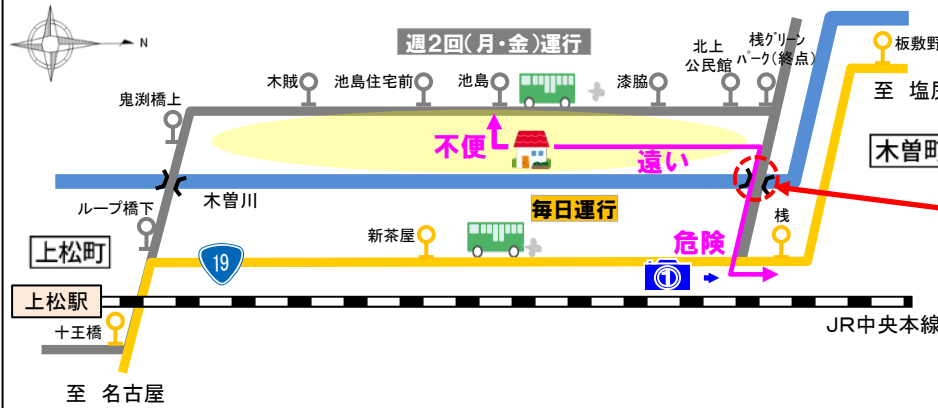 N
週2回(月・金)運行
北上
公民館
桟グリーン
パーク(終点)
板敷野
木賊
池島住宅前
池島
漆脇
至 塩尻
鬼渕橋上
不便
遠い
木曽町
木曽川
毎日運行
ループ橋下
新茶屋
桟
危険
上松町
19
①
上松駅
十王橋
JR中央本線
至 名古屋